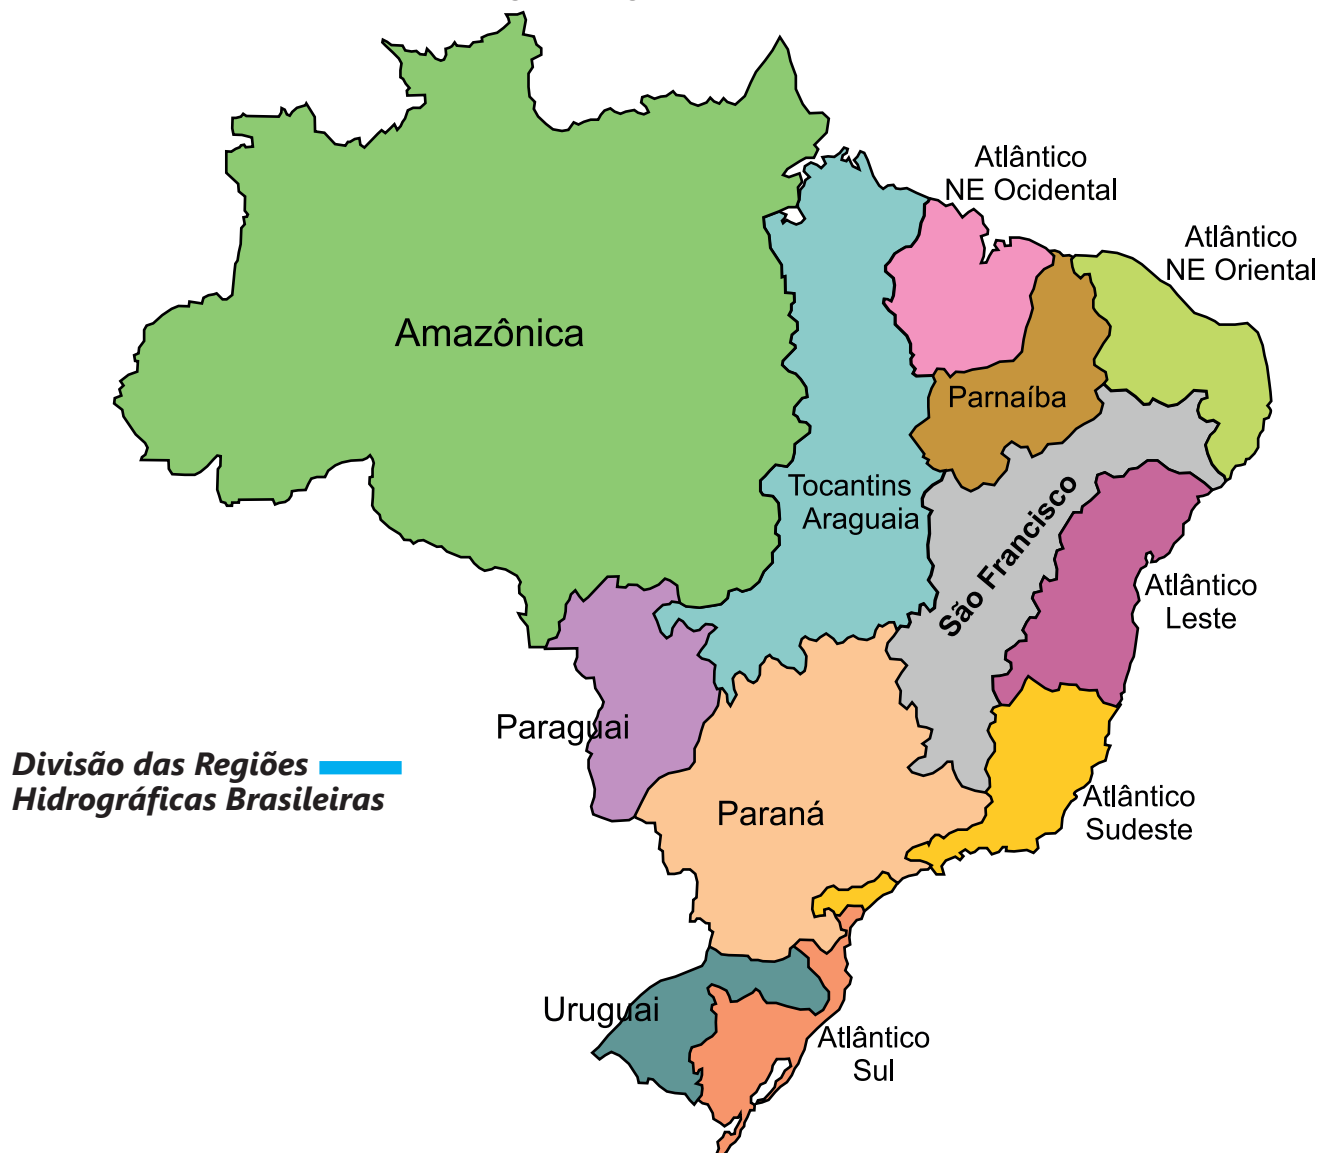 Atlântico
NE Ocidental
Atlântico
NE Oriental
Amazônica
Parnaíba
Tocantins
Araguaia
São Francisco
Atlântico
Leste
Paraguai
Divisão das Regiões
Hidrográficas Brasileiras
Paraná
Atlântico
Sudeste
Uruguai
Atlântico
Sul